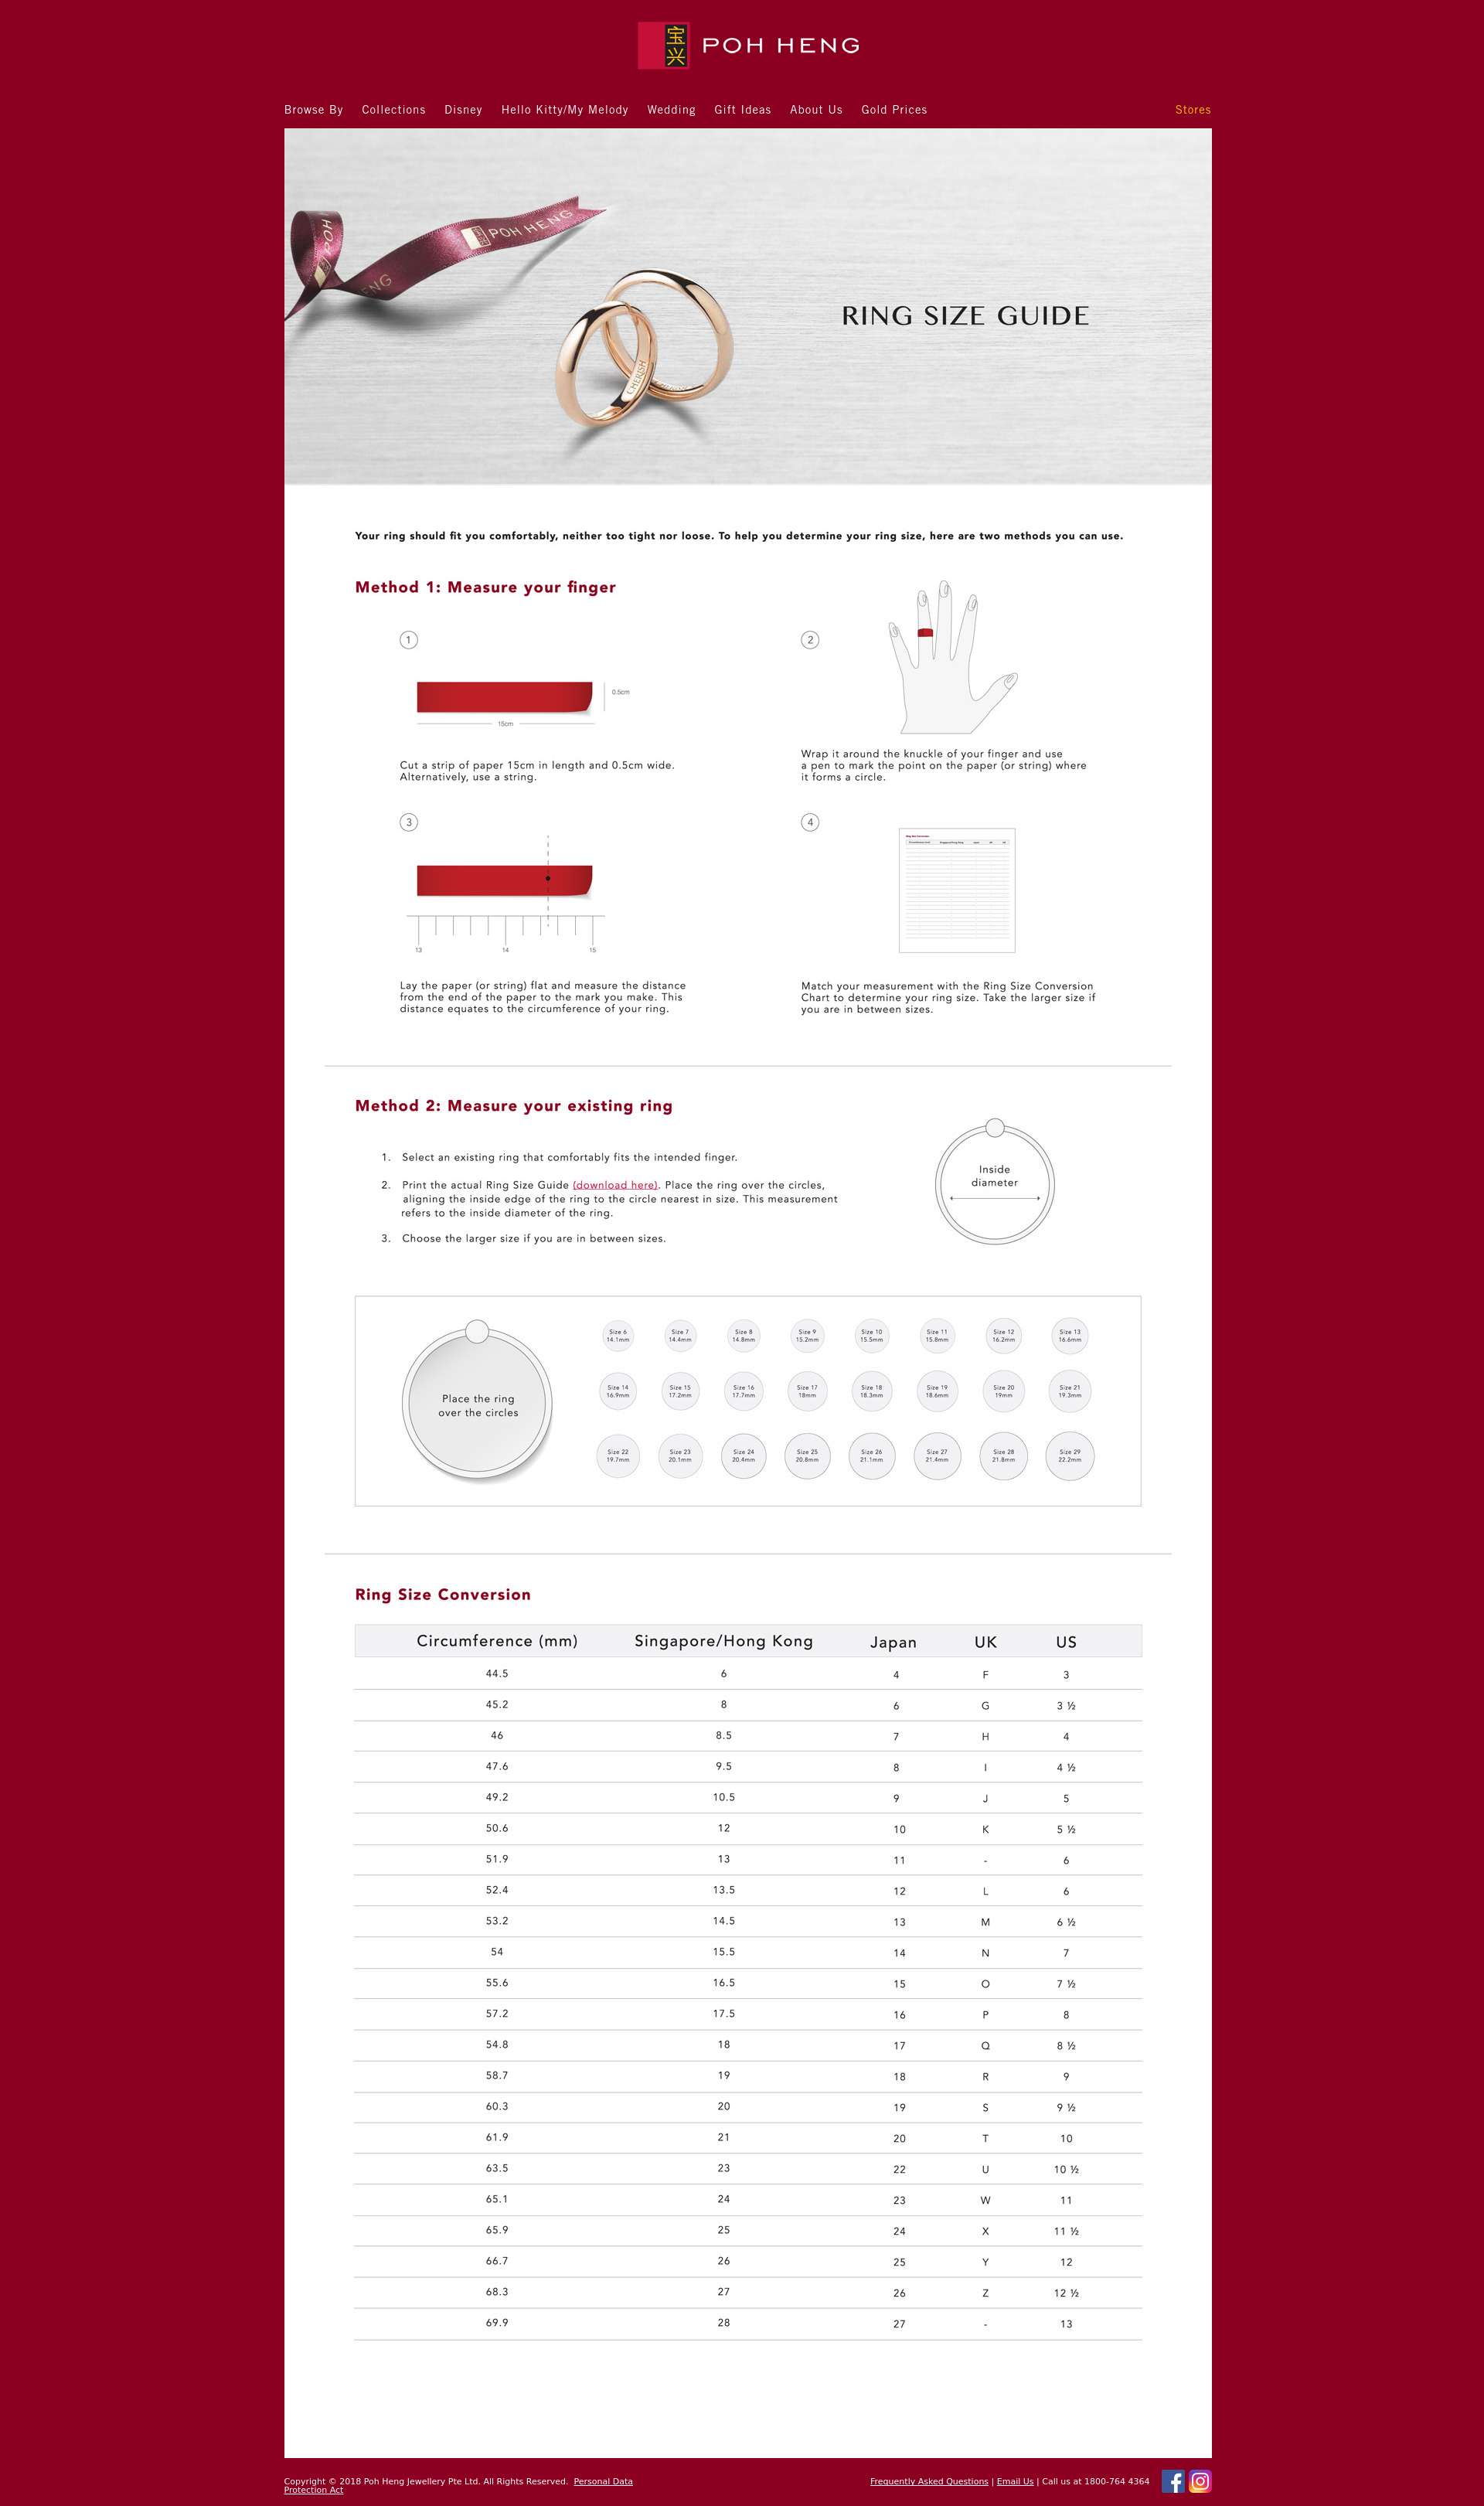 宝兴 POH HENG
Browse By Collections Disney Hello Kitty/My Melody Wedding Gift Ideas About Us Gold Prices Stores
POH HENG
HOH
ENG
RING SIZE GUIDE
CHERISH
Your ring should fit you comfortably, neither too tight nor loose. To help you determine your ring size, here are two methods you can use.
Method 1: Measure your finger
1
0.5cm
15cm
Cut a strip of paper 15cm in length and 0.5cm wide.
Alternatively, use a string.
2
Wrap it around the knuckle of your finger and use
a pen to mark the point on the paper (or string) where
it forms a circle.
3
13 14 15
Lay the paper (or string) flat and measure the distance
from the end of the paper to the mark you make. This
distance equates to the circumference of your ring.
4
Ring Size Conversion
Circumference (mm) Singapore/Hong Kong Japan UK US
Match your measurement with the Ring Size Conversion
Chart to determine your ring size. Take the larger size if
you are in between sizes.
Method 2: Measure your existing ring
1. Select an existing ring that comfortably fits the intended finger.
2. Print the actual Ring Size Guide (download here). Place the ring over the circles,
aligning the inside edge of the ring to the circle nearest in size. This measurement
refers to the inside diameter of the ring.
3. Choose the larger size if you are in between sizes.
Inside
diameter
Place the ring
over the circles
Size 6 Size 7 Size 8 Size 9 Size 10 Size 11 Size 12 Size 13
14.1mm 14.4mm 14.8mm 15.2mm 15.5mm 15.8mm 16.2mm 16.6mm
Size 14 Size 15 Size 16 Size 17 Size 18 Size 19 Size 20 Size 21
16.9mm 17.2mm 17.7mm 18mm 18.3mm 18.6mm 19mm 19.3mm
Size 22 Size 23 Size 24 Size 25 Size 26 Size 27 Size 28 Size 29
19.7mm 20.1mm 20.4mm 20.8mm 21.1mm 21.4mm 21.8mm 22.2mm
Ring Size Conversion
Circumference (mm) Singapore/Hong Kong Japan UK US
44.5 6 4 F 3
45.2 8 6 G 3 ½
46 8.5 7 H 4
47.6 9.5 8 I 4 ½
49.2 10.5 9 J 5
50.6 12 10 K 5 ½
51.9 13 11 - 6
52.4 13.5 12 L 6
53.2 14.5 13 M 6 ½
54 15.5 14 N 7
55.6 16.5 15 O 7 ½
57.2 17.5 16 P 8
54.8 18 17 Q 8 ½
58.7 19 18 R 9
60.3 20 19 S 9 ½
61.9 21 20 T 10
63.5 23 22 U 10 ½
65.1 24 23 W 11
65.9 25 24 X 11 ½
66.7 26 25 Y 12
68.3 27 26 Z 12 ½
69.9 28 27 - 13
Copyright © 2018 Poh Heng Jewellery Pte Ltd. All Rights Reserved. Personal Data
Protection Act
Frequently Asked Questions | Email Us | Call us at 1800-764 4364